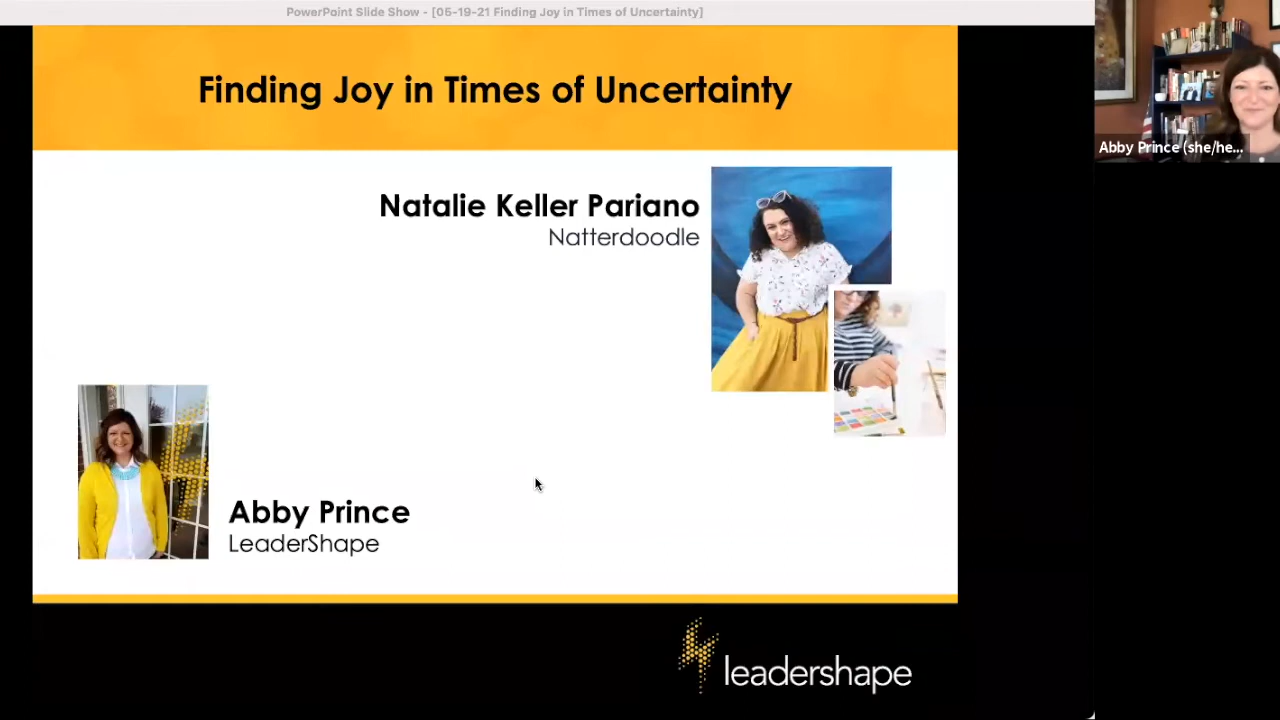 PowerPoint Slide Show - [05-19-21 Finding Joy in Times of Uncertainty]
Finding Joy in Times of Uncertainty
Natalie Keller Pariano
Natterdoodle
Abby Prince (she/he...
Abby Prince
LeaderShape
leadershape